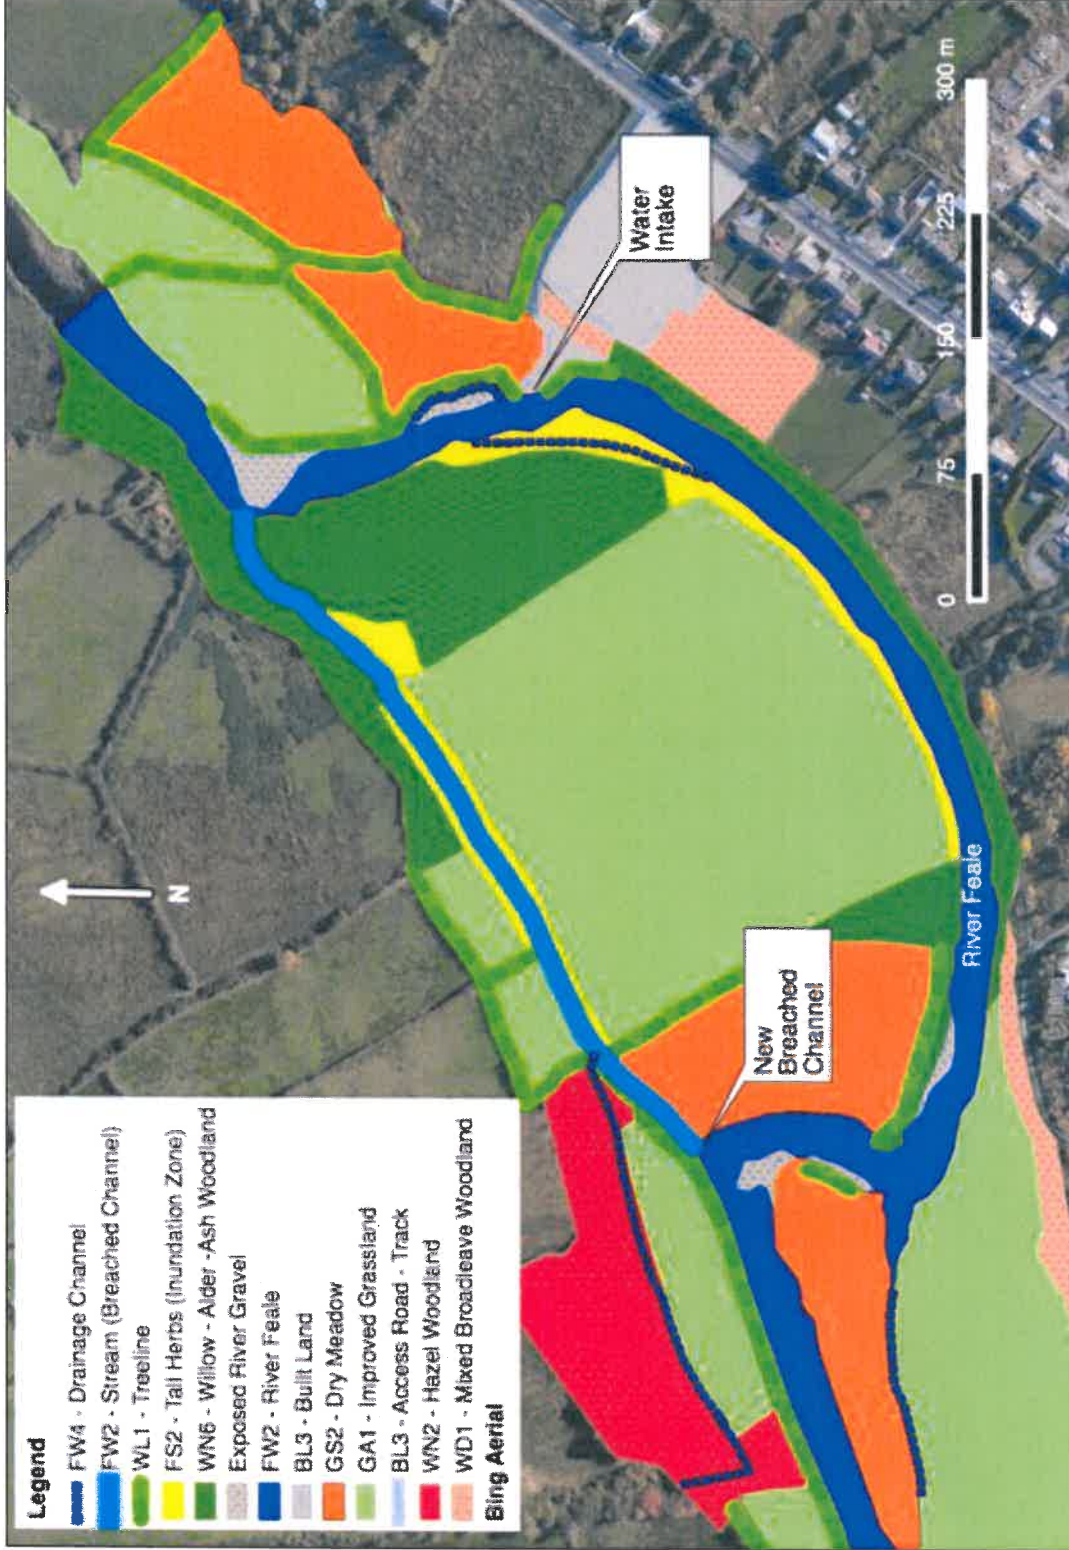 Legend
FW4 - Drainage Channel
FW2 - Stream (Breached Channel)
WL1 - Treeline
FS2 - Tall Herbs (Inundation Zone)
WN6 - Willow - Alder -Ash Woodland
Exposed River Gravel
FW2 - River Feale
BL3 - Built Land
GS2 - Dry Meadow
GA1 - Improved Grassland
BL3 - Access Road - Track
WN2 - Hazel Woodland
WD1 - Mixed Broadleave Woodland
Bing Aerial
N
New
Breached
Channel
River Feale
Water
Intake
0 75 150 225 300 m